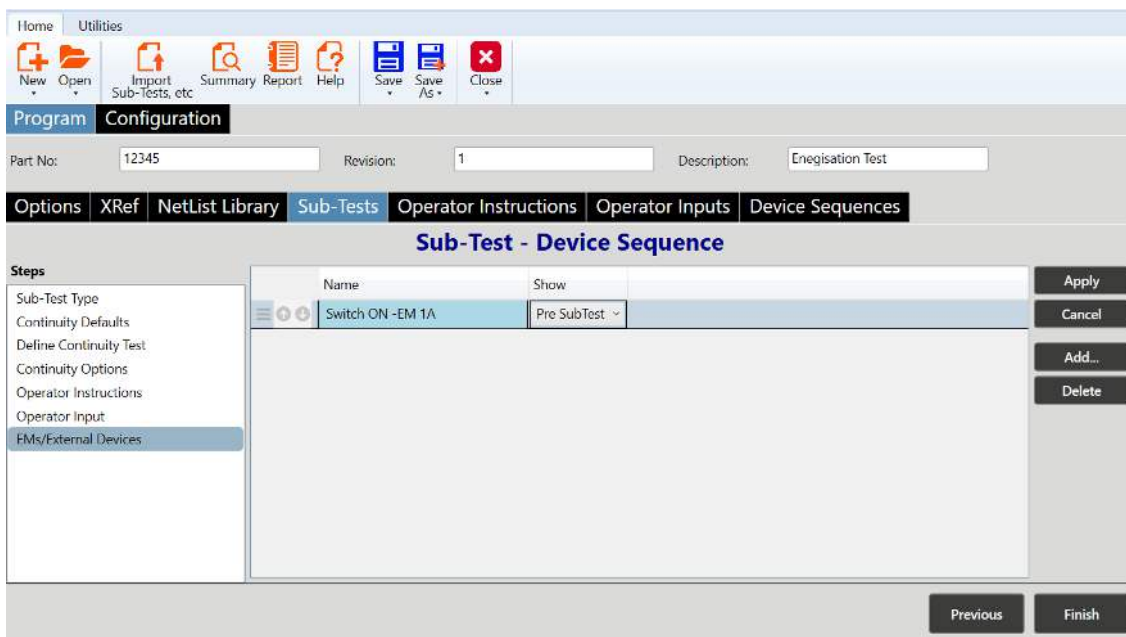 Home Utilities
New Open Import Sub-Tests, etc Summary Report Help Save Save As Close
Program Configuration
Part No: 12345 Revision: 1 Description: Enegisation Test
Options XRef NetList Library Sub-Tests Operator Instructions Operator Inputs Device Sequences
Sub-Test - Device Sequence
Steps
Sub-Test Type
Continuity Defaults
Define Continuity Test
Continuity Options
Operator Instructions
Operator Input
EMs/External Devices
Name Show
Switch ON -EM 1A Pre SubTest
Apply
Cancel
Add...
Delete
Previous Finish